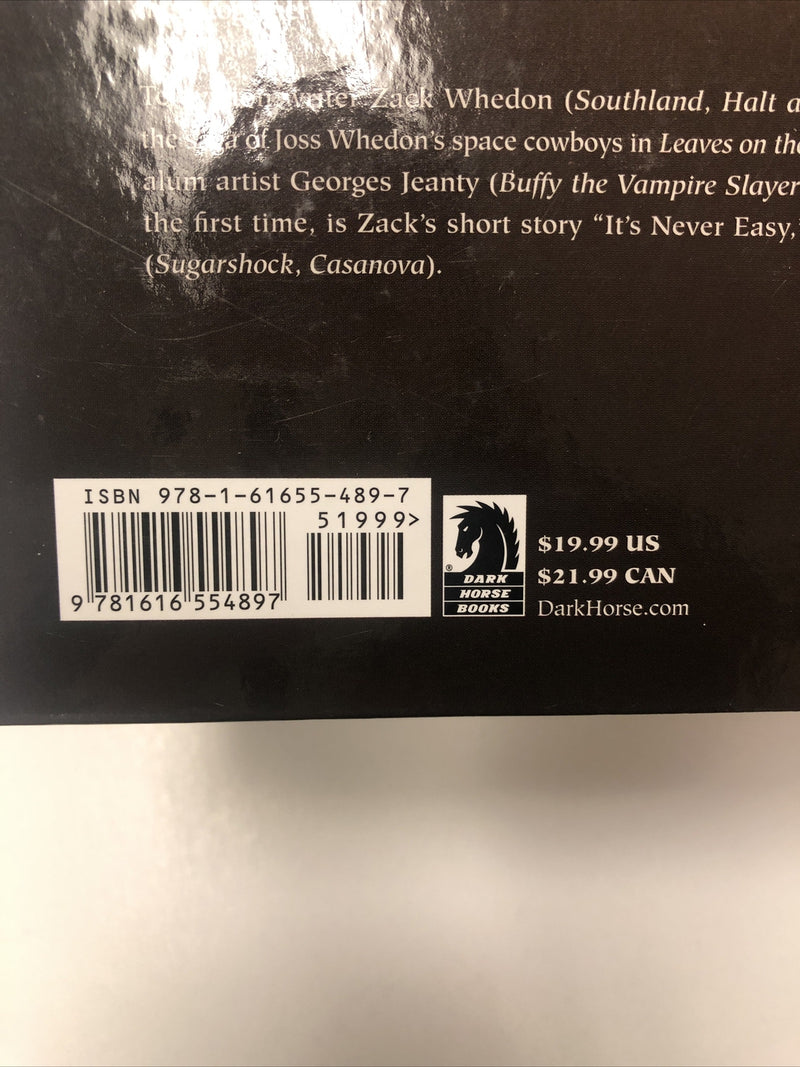 writer Zack Whedon (Southland, Halt a
the of Joss Whedon's space cowboys in Leaves on the
alum artist Georges Jeanty (Buffy the Vampire Slayer
the first time, is Zack's short story “It's Never Easy,”
(Sugarshock, Casanova).
ISBN 978-1-61655-489-7
51999>
9 781616 554897
®
DARK
HORSE
BOOKS
$19.99 US
$21.99 CAN
DarkHorse.com